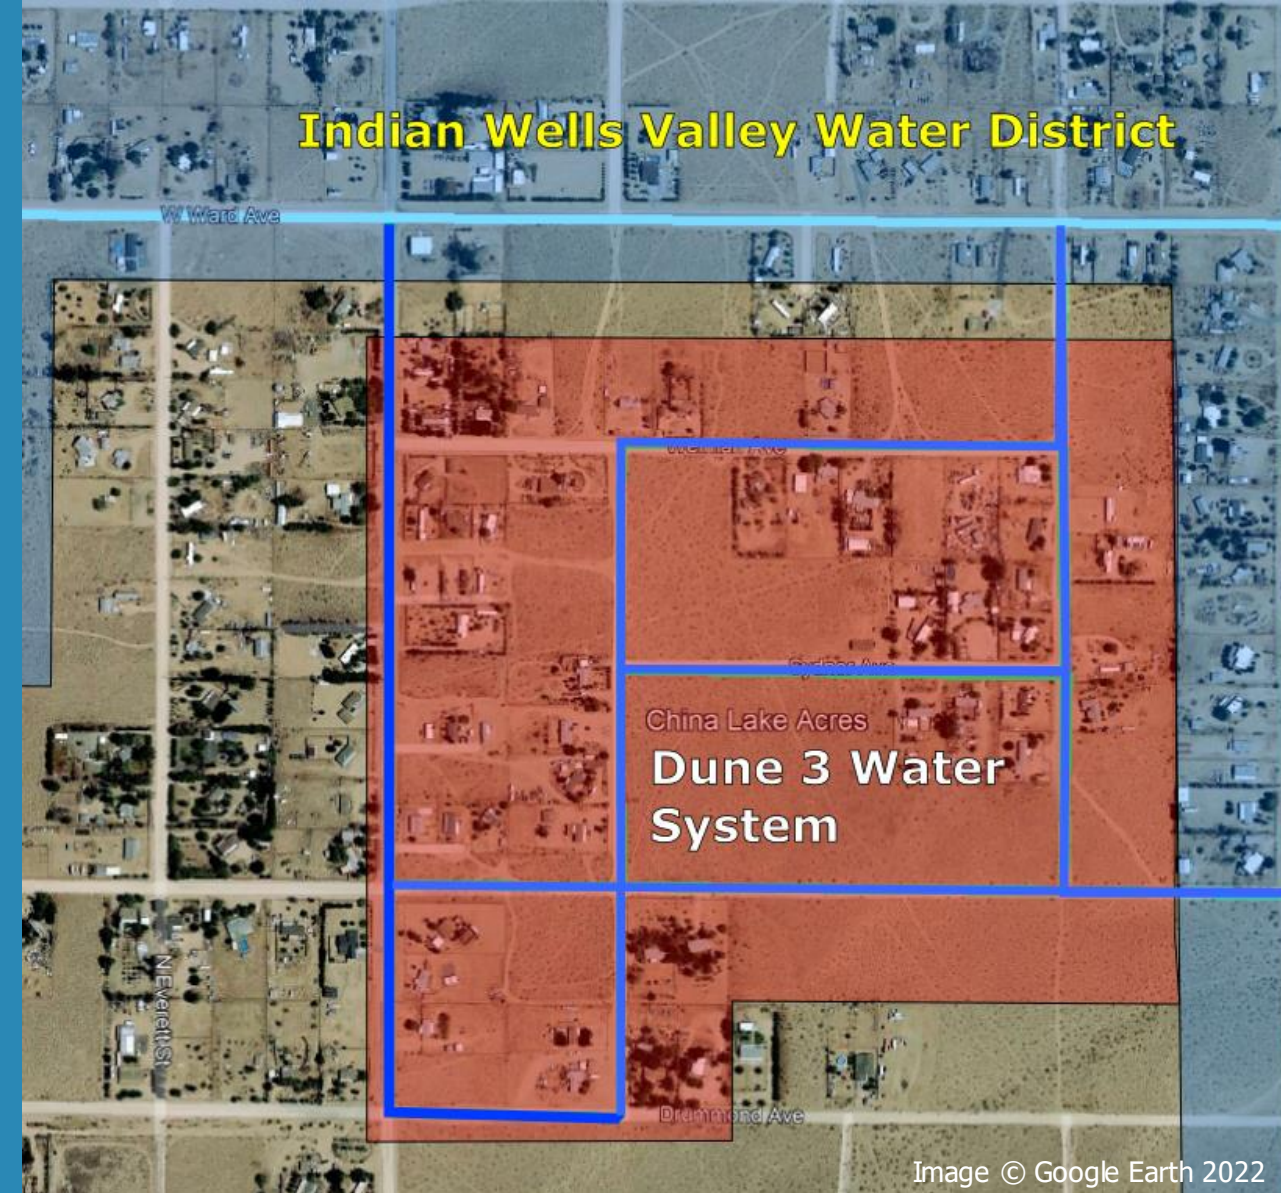 Indian Wells Valley Water District
W Ward Ave
China Lake Acres
Dune 3 Water
System
N Everett St
Drummond Ave
Image © Google Earth 2022